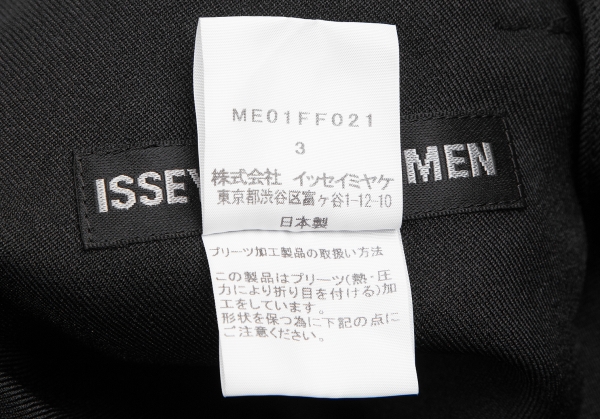 ISSEY MEN
ME01FF021
3
株式会社 イッセイミヤケ
東京都渋谷区富ヶ谷1-12-10
日本製
プリーツ加工製品の取扱い方法
この製品はプリーツ(熱・圧
力により折り目を付ける)加
工をしています。
形状を保つ為に下記の点に
ご注意ください。